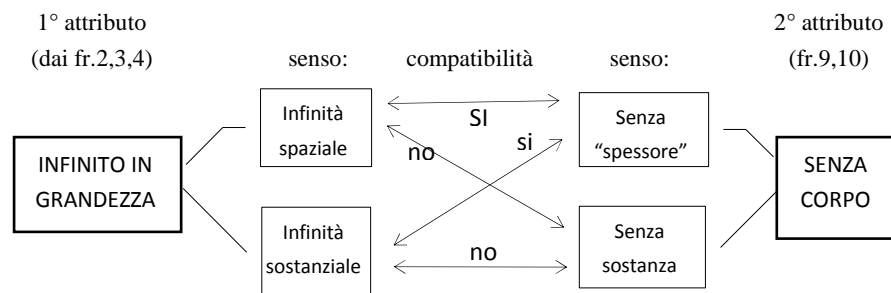 1° attributo
2° attributo
(dai fr.2,3,4)
senso:
compatibilità
senso:
(fr.9,10)
Infinità
spaziale
SI
Senza
“spessore”
no
si
INFINITO IN
GRANDEZZA
SENZA
CORPO
Infinità
sostanziale
no
Senza
sostanza